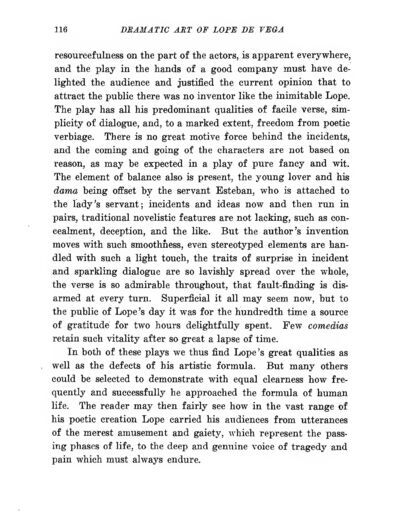 116 DRAMATIC ART OF LOPE DE VEGA
resourcefulness on the part of the actors, is apparent everywhere,
and the play in the hands of a good company must have de-
lighted the audience and justified the current opinion that to
attract the public there was no inventor like the inimitable Lope.
The play has all his predominant qualities of facile verse, sim-
plicity of dialogue, and, to a marked extent, freedom from poetic
verbiage. There is no great motive force behind the incidents,
and the coming and going of the characters are not based on
reason, as may be expected in a play of pure fancy and wit.
The element of balance also is present, the young lover and his
dama being offset by the servant Esteban, who is attached to
the lady's servant; incidents and ideas now and then run in
pairs, traditional novelistic features are not lacking, such as con-
cealment, deception, and the like. But the author's invention
moves with such smoothness, even stereotyped elements are han-
dled with such a light touch, the traits of surprise in incident
and sparkling dialogue are so lavishly spread over the whole,
the verse is so admirable throughout, that fault-finding is dis-
armed at every turn. Superficial it all may seem now, but to
the public of Lope's day it was for the hundredth time a source
of gratitude for two hours delightfully spent. Few comedias
retain such vitality after so great a lapse of time.
In both of these plays we thus find Lope's great qualities as
well as the defects of his artistic formula. But many others
could be selected to demonstrate with equal clearness how fre-
quently and successfully he approached the formula of human
life. The reader may then fairly see how in the vast range of
his poetic creation Lope carried his audiences from utterances
of the merest amusement and gaiety, which represent the pass-
ing phases of life, to the deep and genuine voice of tragedy and
pain which must always endure.